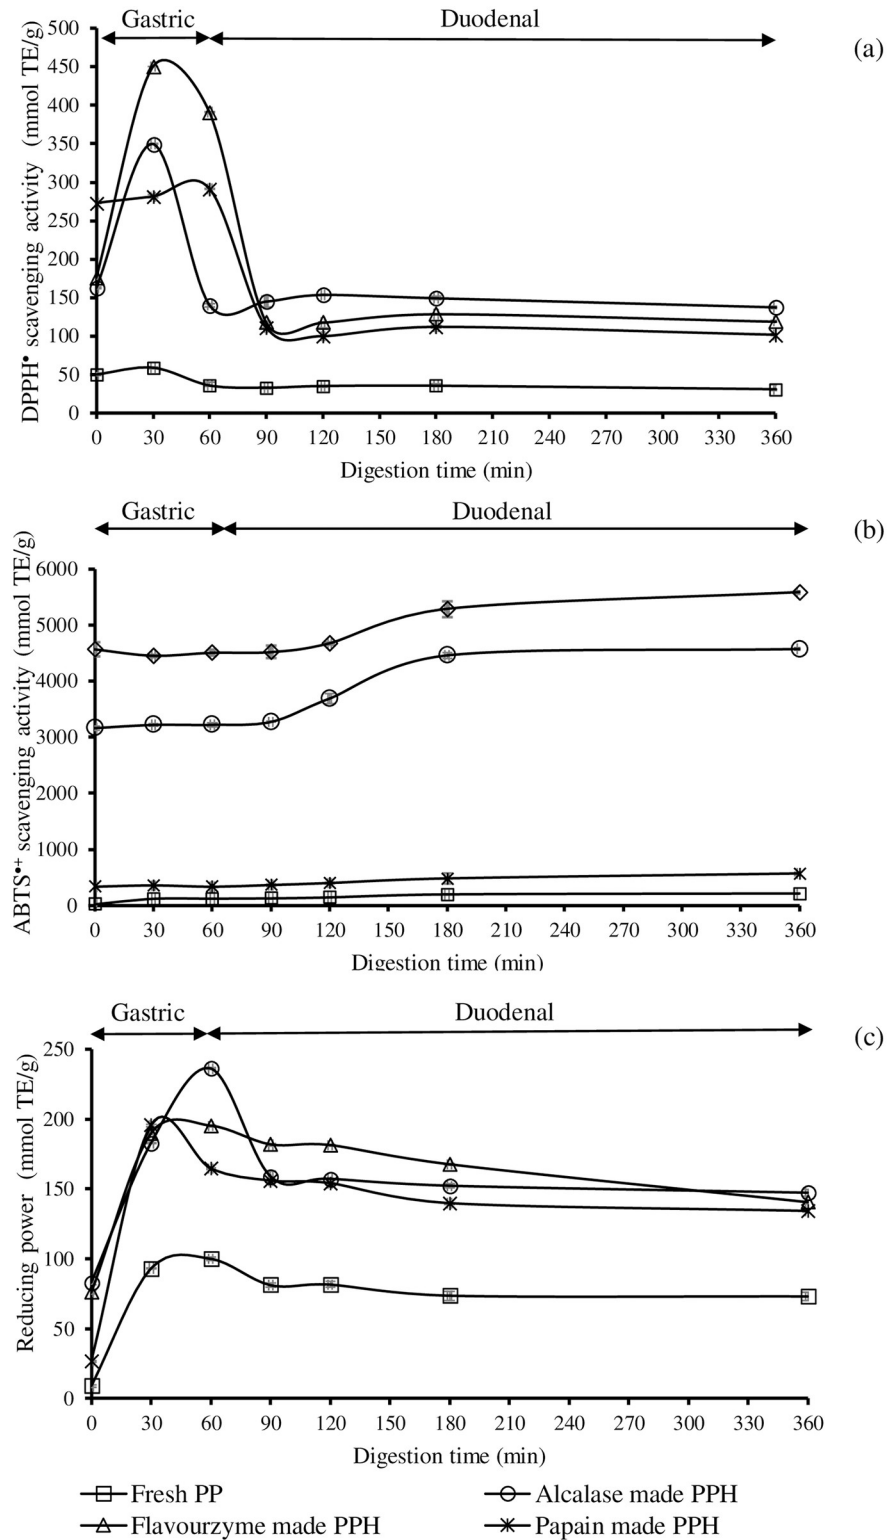 Gastric Duodenal
(a)
DPPH• scavenging activity (mmol TE/g)
500
450
400
350
300
250
200
150
100
50
0
0 30 60 90 120 150 180 210 240 270 300 330 360
Digestion time (min)
Gastric Duodenal
(b)
ABTS•+ scavenging activity (mmol TE/g)
6000
5000
4000
3000
2000
1000
0
0 30 60 90 120 150 180 210 240 270 300 330 360
Digestion time (min)
Gastric Duodenal
(c)
Reducing power (mmol TE/g)
250
200
150
100
50
0
0 30 60 90 120 150 180 210 240 270 300 330 360
Digestion time (min)
Fresh PP Alcalase made PPH
Flavourzyme made PPH Papain made PPH